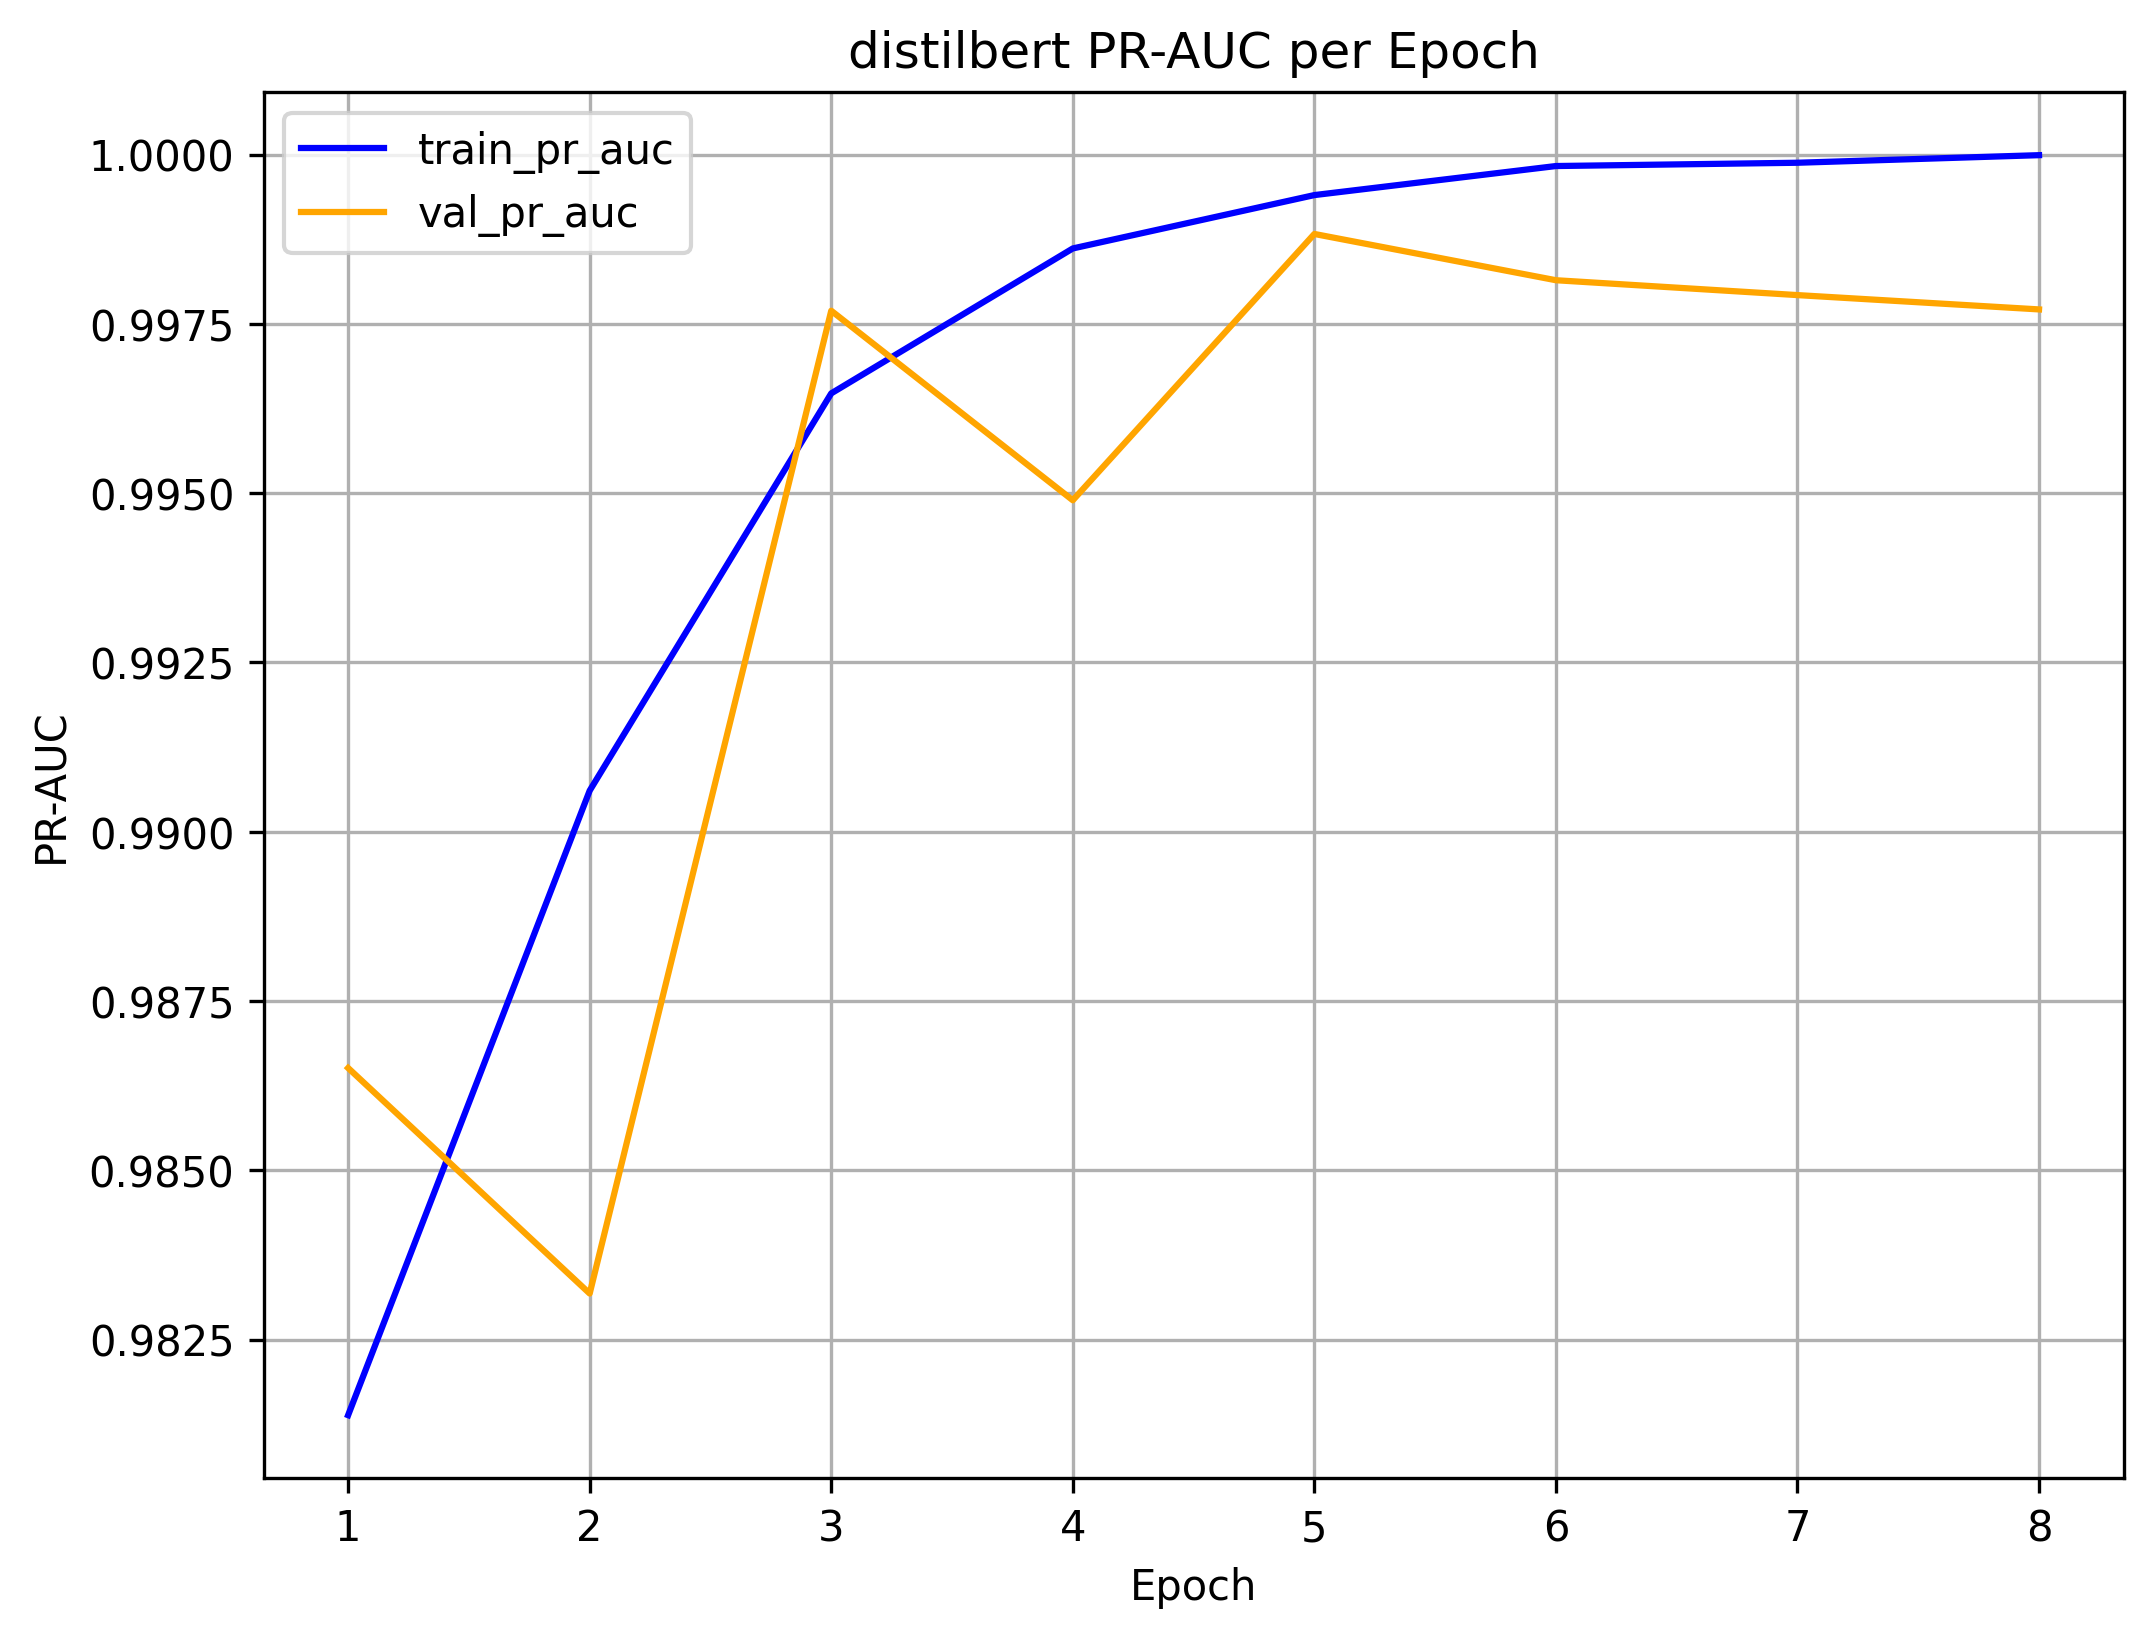 distilbert PR-AUC per Epoch
train_pr_auc
val_pr_auc
1.0000
0.9975
0.9950
0.9925
0.9900
0.9875
0.9850
0.9825
PR-AUC
1 2 3 4 5 6 7 8
Epoch